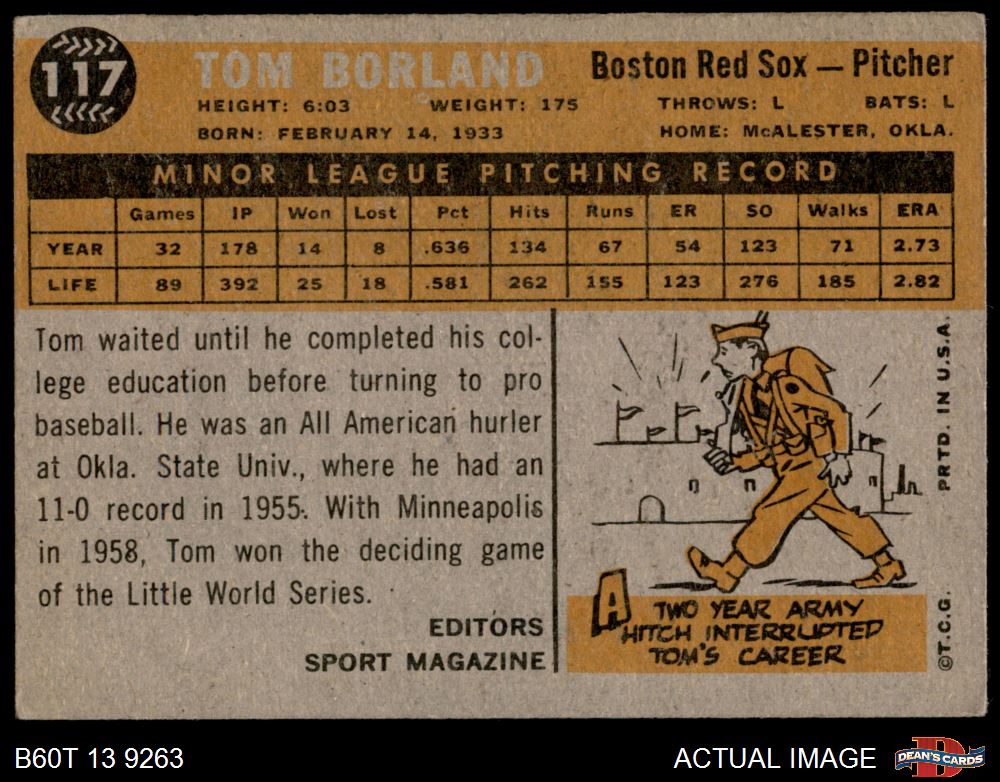 117
TOM BORLAND
Boston Red Sox — Pitcher
HEIGHT: 6:03 WEIGHT: 175 THROWS: L BATS: L
BORN: FEBRUARY 14, 1933 HOME: McALESTER, OKLA.
MINOR LEAGUE PITCHING RECORD
Games IP Won Lost Pct Hits Runs ER SO Walks ERA
YEAR 32 178 14 8 .636 134 67 54 123 71 2.73
LIFE 89 392 25 18 .581 262 155 123 276 185 2.82
Tom waited until he completed his col-
lege education before turning to pro
baseball. He was an All American hurler
at Okla. State Univ., where he had an
11-0 record in 1955. With Minneapolis
in 1958, Tom won the deciding game
of the Little World Series.
EDITORS
SPORT MAGAZINE
A TWO YEAR ARMY
HITCH INTERRUPTED
TOM'S CAREER
©T.C.G. PRTD. IN U.S.A.
B60T 13 9263
ACTUAL IMAGE
D
DEAN'S CARDS